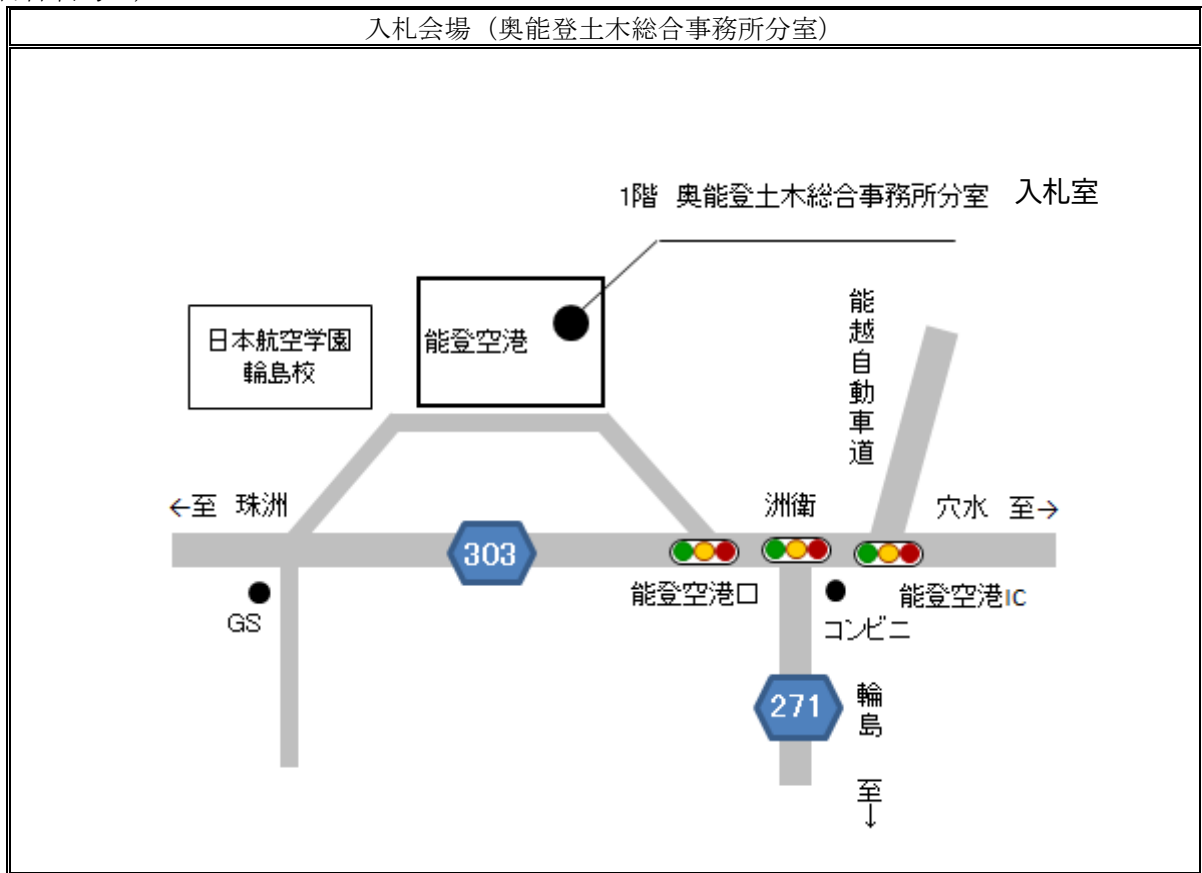 入札会場（奥能登土木総合事務所分室）
1階 奥能登土木総合事務所分室 入札室
日本航空学園
輪島校
能登空港
能越自動車道
←至 珠洲
洲衛
穴水 至→
303
能登空港口
能登空港IC
GS
コンビニ
271
輪島 至↓